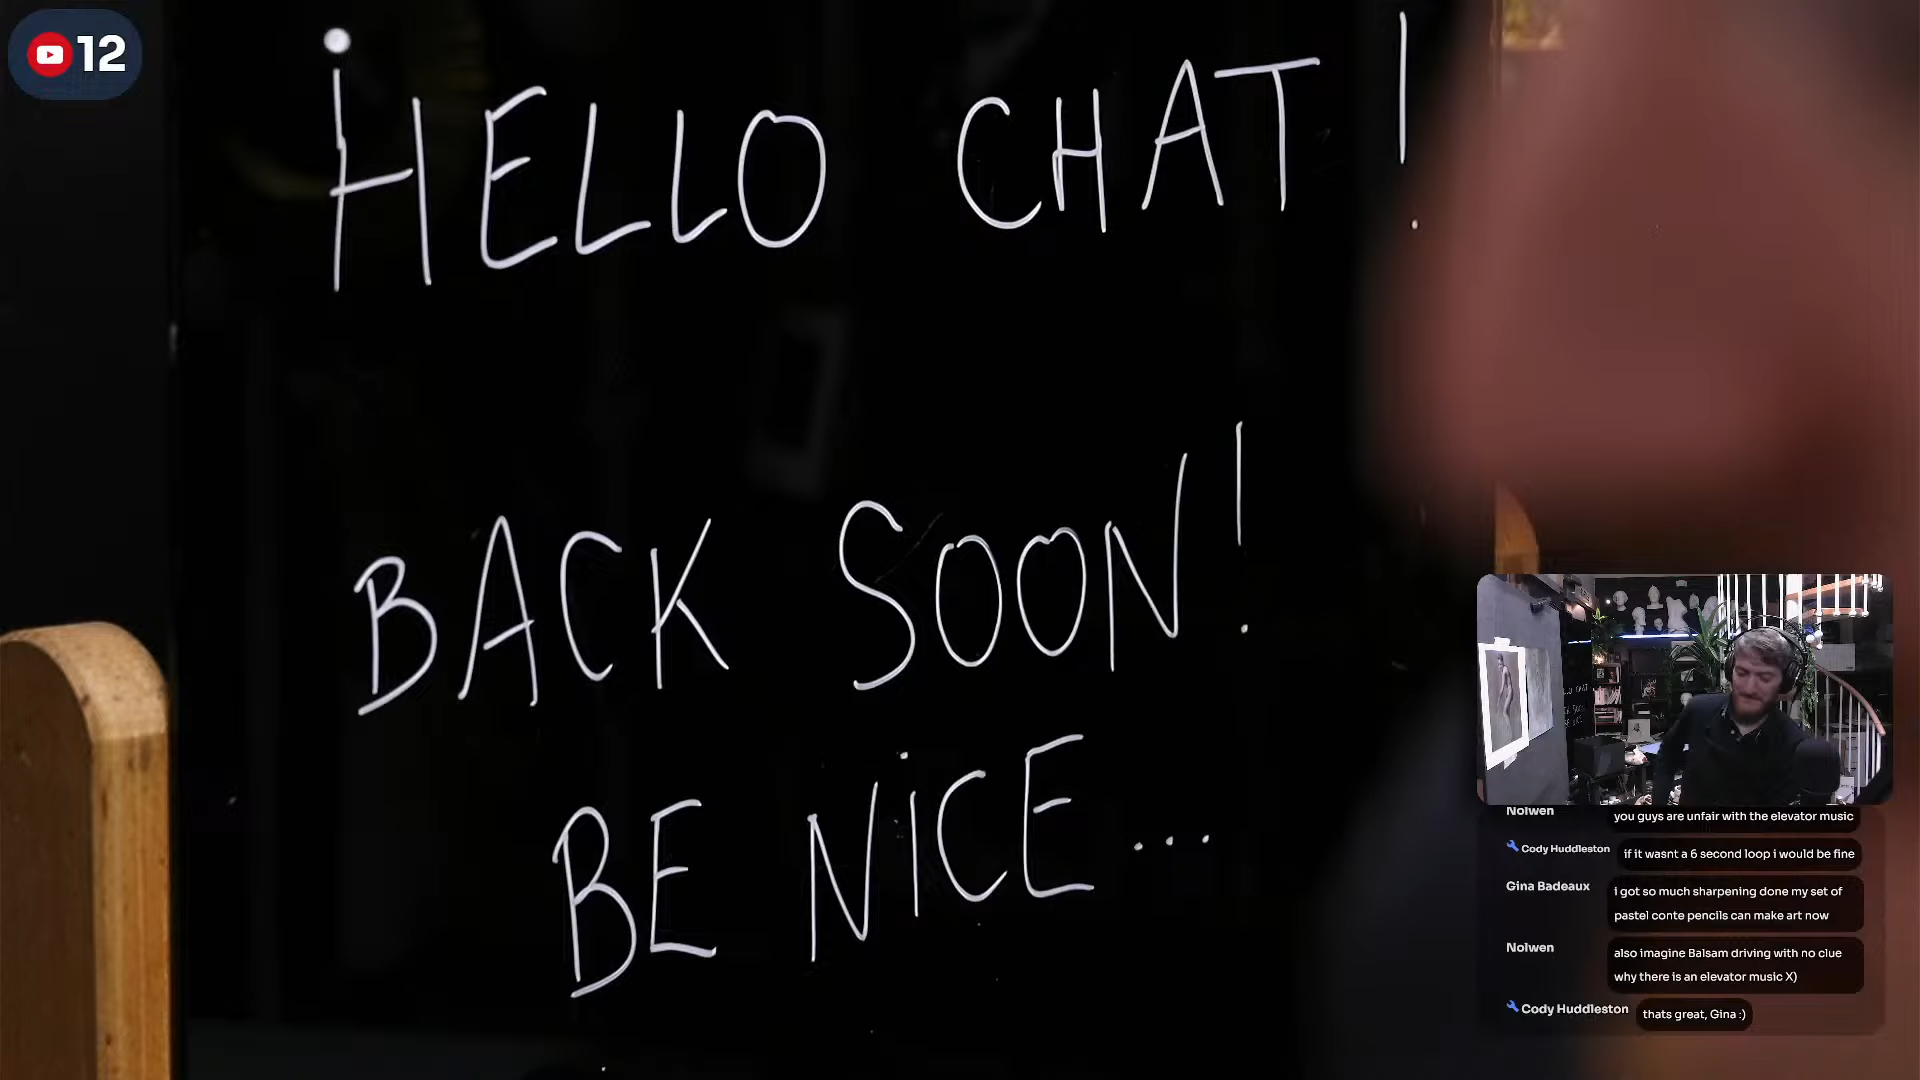 12
HELLO CHAT !
BACK SOON!
BE NiCE...
Nolwen
you guys are unfair with the elevator music
Cody Huddleston
if it wasnt a 6 second loop i would be fine
Gina Badeaux
i got so much sharpening done my set of
pastel conte pencils can make art now
Nolwen
also imagine Balsam driving with no clue
why there is an elevator music X)
Cody Huddleston
thats great, Gina :)